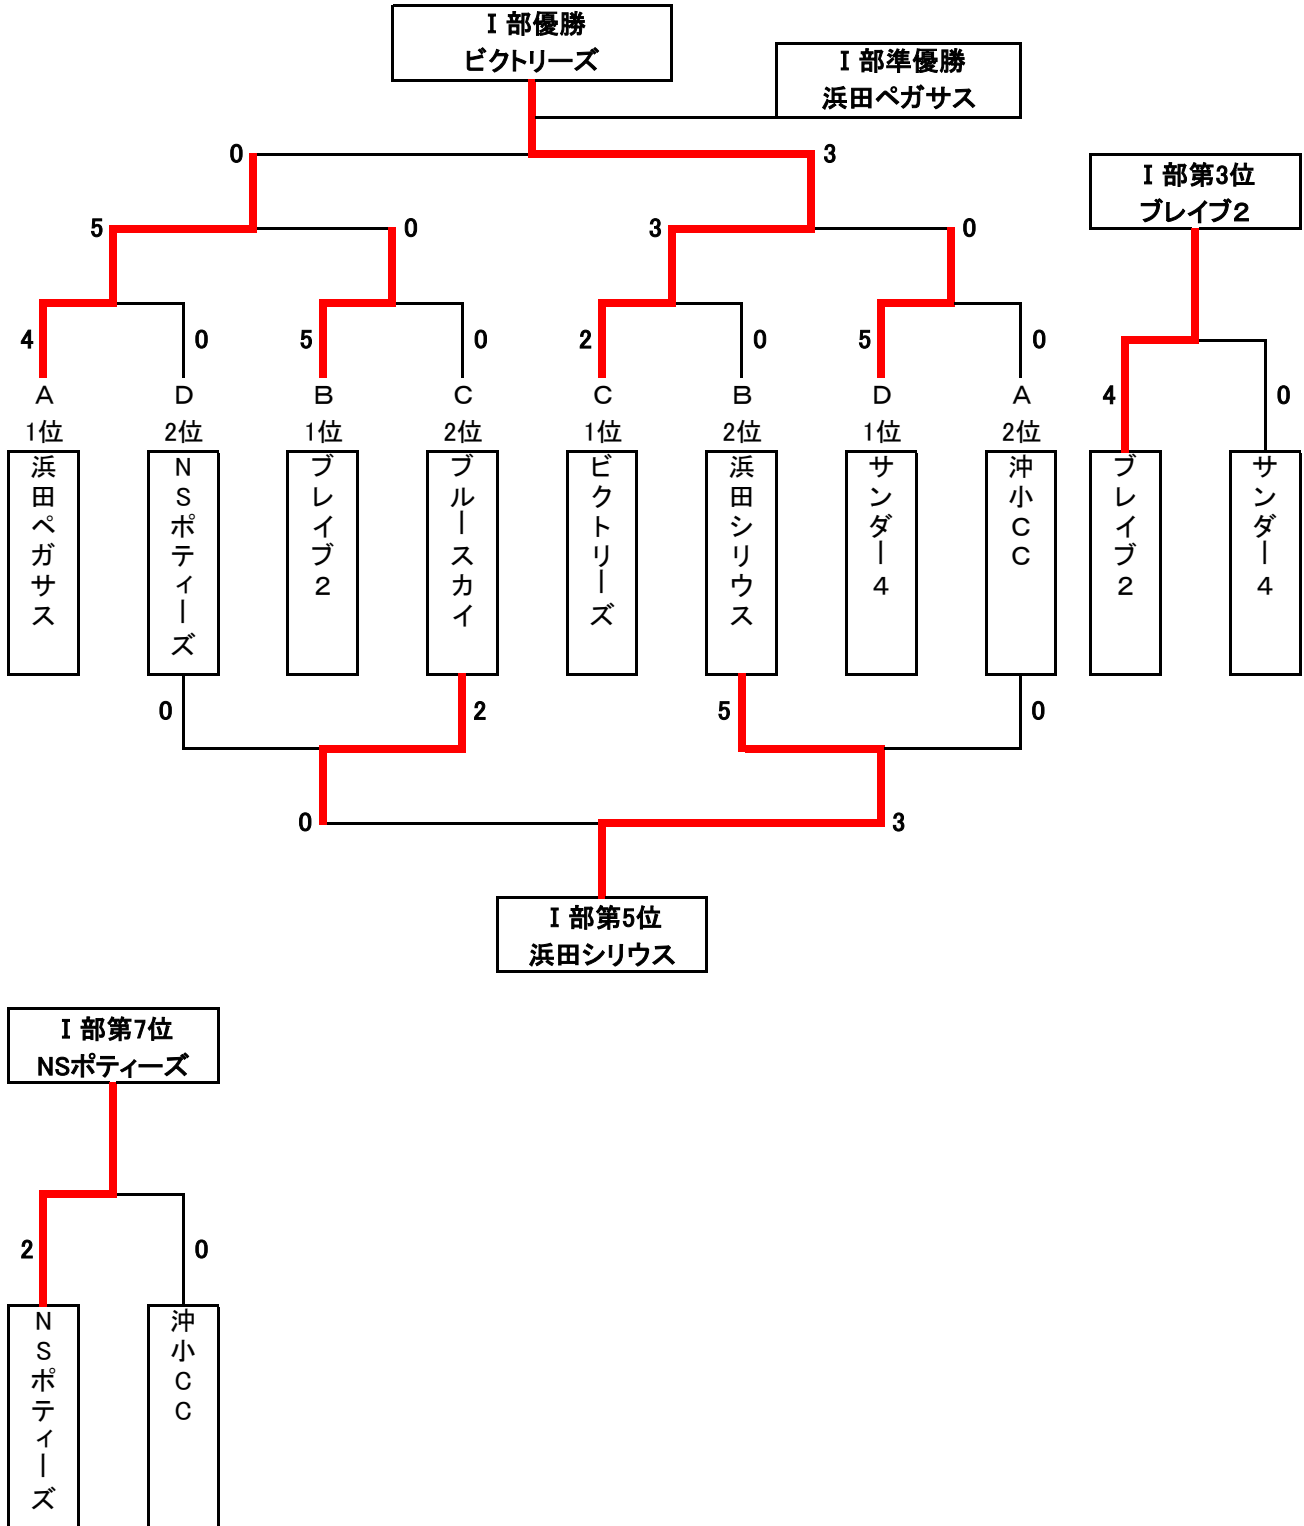 Ⅰ部優勝
ビクトリーズ
Ⅰ部準優勝
浜田ペガサス
0
3
Ⅰ部第3位
ブレイブ2
5
0
3
0
4
0
5
0
2
0
5
0
4
0
A
D
B
C
C
B
D
A
1位
2位
1位
2位
1位
2位
1位
2位
浜田ペガサス
NSポティーズ
ブレイブ2
ブルースカイ
ビクトリーズ
浜田シリウス
サンダー4
沖小CC
ブレイブ2
サンダー4
0
2
5
0
0
3
Ⅰ部第5位
浜田シリウス
Ⅰ部第7位
NSポティーズ
2
0
NSポティーズ
沖小CC